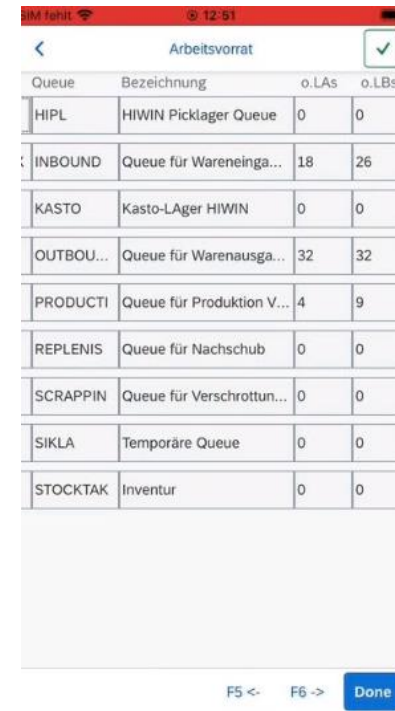 SIM fehlt 12:51
Arbeitsvorrat
Queue Bezeichnung o.LAs o.LBs
HIPL HIWIN Picklager Queue 0 0
INBOUND Queue für Wareneinga... 18 26
KASTO Kasto-LAger HIWIN 0 0
OUTBOU... Queue für Warenausga... 32 32
PRODUCTI Queue für Produktion V... 4 9
REPLENIS Queue für Nachschub 0 0
SCRAPPIN Queue für Verschrottun... 0 0
SIKLA Temporäre Queue 0 0
STOCKTAK Inventur 0 0
F5 <- F6 -> Done